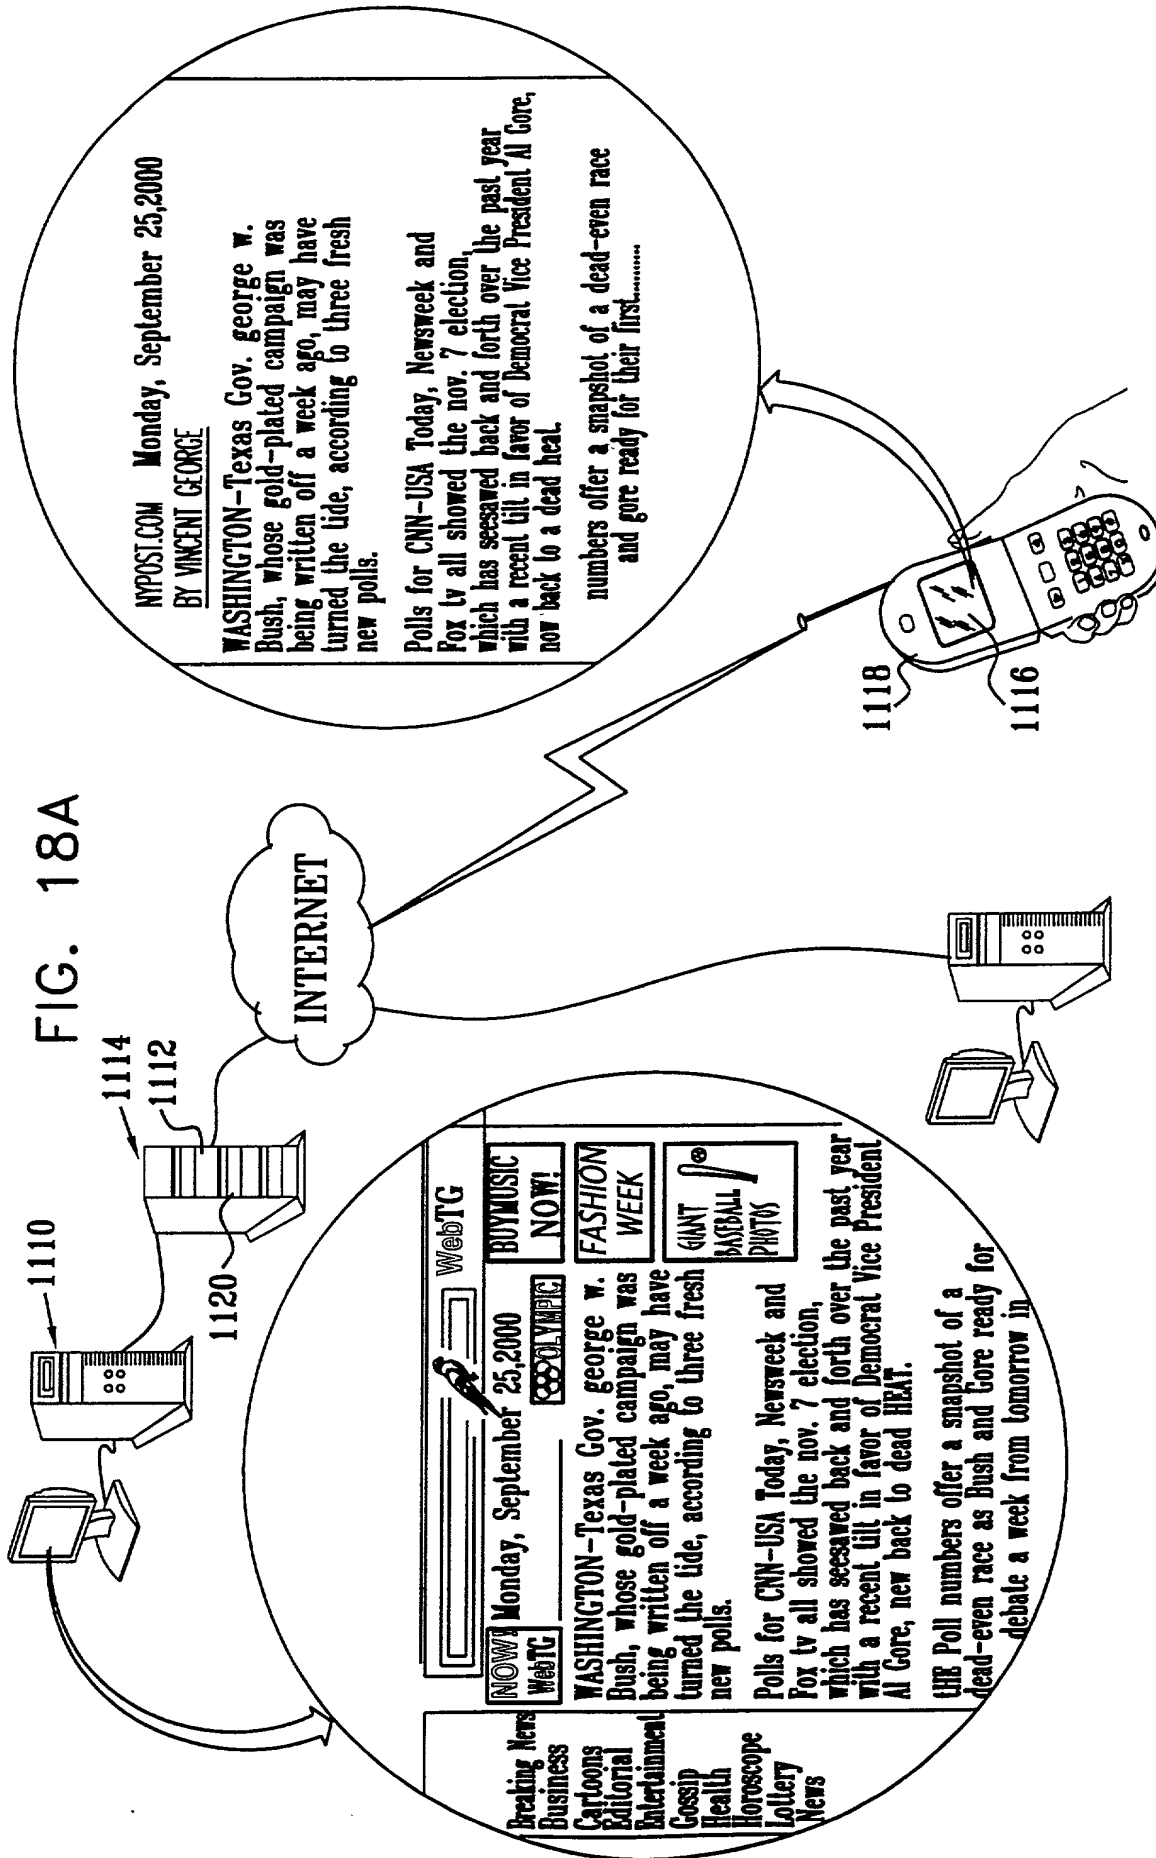 FIG. 18A
1110
1114
1112
1120
INTERNET
WebTG
NOW!
WebTG
Monday, September 25,2000
OLYMPIC
BUYMUSIC
NOW!
FASHION
WEEK
GIANT
BASEBALL
PHOTOS
Breaking News
Business
Cartoons
Editorial
Entertainment
Gossip
Health
Horoscope
Lottery
News
WASHINGTON-Texas Gov. george w.
Bush, whose gold-plated campaign was
being written off a week ago, may have
turned the tide, according to three fresh
new polls.
Polls for CNN-USA Today, Newsweek and
Fox tv all showed the nov. 7 election,
which has seesawed back and forth over the past year
with a recent tilt in favor of Democrat Vice President
Al Gore, new back to dead HEAT.
tHE Poll numbers offer a snapshot of a
dead-even race as Bush and Gore ready for
debate a week from tomorrow in
NYPOST.COM Monday, September 25,2000
BY VINCENT GEORGE
WASHINGTON-Texas Gov. george w.
Bush, whose gold-plated campaign was
being written off a week ago, may have
turned the tide, according to three fresh
new polls.
Polls for CNN-USA Today, Newsweek and
Fox tv all showed the nov. 7 election,
which has seesawed back and forth over the past year
with a recent tilt in favor of Democrat Vice President Al Gore,
now back to a dead heat.
numbers offer a snapshot of a dead-even race
and gore ready for their first..........
1118
1116